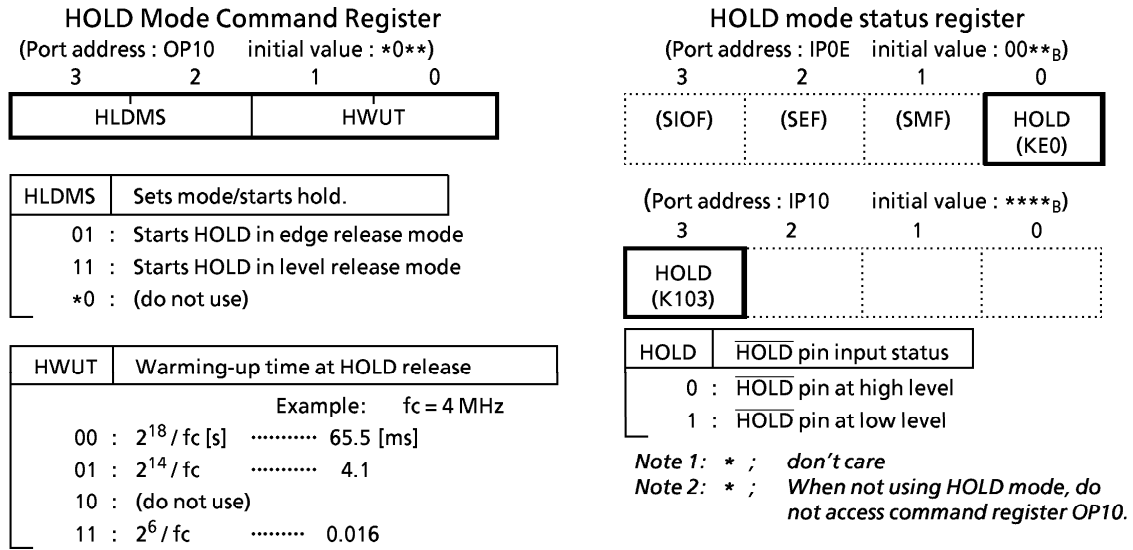 HOLD Mode Command Register
(Port address : OP10 initial value : *0**)
3 2 1 0
HLDMS HWUT
HLDMS Sets mode/starts hold.
01 : Starts HOLD in edge release mode
11 : Starts HOLD in level release mode
*0 : (do not use)
HWUT Warming-up time at HOLD release
Example: fc = 4 MHz
00 : 2^18 / fc [s] ··········· 65.5 [ms]
01 : 2^14 / fc ··········· 4.1
10 : (do not use)
11 : 2^6 / fc ········· 0.016
HOLD mode status register
(Port address : IP0E initial value : 00**B)
3 2 1 0
(SIOF) (SEF) (SMF) HOLD
(KE0)
(Port address : IP10 initial value : ****B)
3 2 1 0
HOLD
(K103)
HOLD H̅O̅L̅D̅ pin input status
0 : H̅O̅L̅D̅ pin at high level
1 : H̅O̅L̅D̅ pin at low level
Note 1: * ; don't care
Note 2: * ; When not using HOLD mode, do
not access command register OP10.